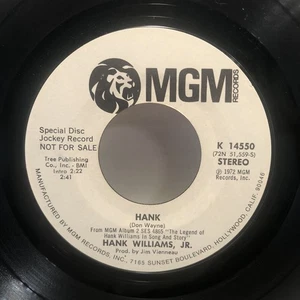 MGM
RECORDS
Special Disc
Jockey Record
NOT FOR SALE
Tree Publishing
Co., Inc. - BMI
Intro 2:22
2:41
K 14550
(72N 51,559-S)
STEREO
℗ 1972 MGM
Records, Inc.
HANK
(Don Wayne)
From MGM Album 2 SES 4865 "The Legend of
Hank Williams In Song And Story"
HANK WILLIAMS, JR.
Prod. by Jim Vienneau
MANUFACTURED BY MGM RECORDS, INC., 7165 SUNSET BOULEVARD, HOLLYWOOD, CALIF. 90046